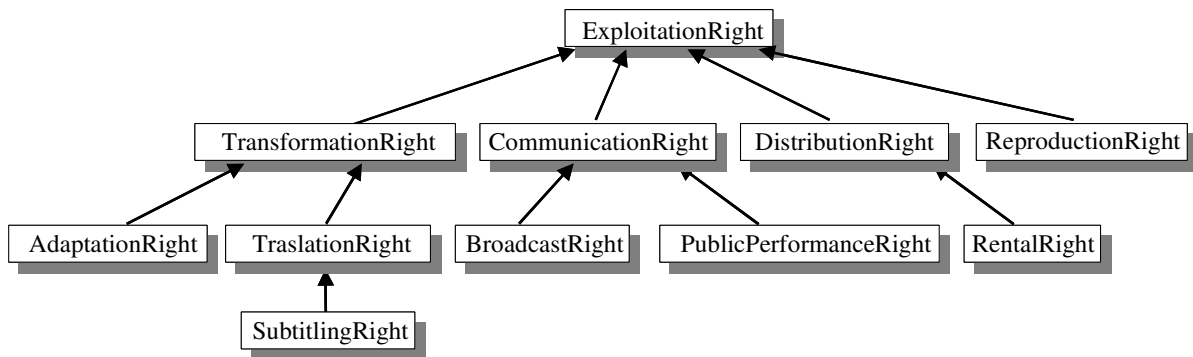 ExploitationRight
TransformationRight
CommunicationRight
DistributionRight
ReproductionRight
AdaptationRight
TraslationRight
BroadcastRight
PublicPerformanceRight
RentalRight
SubtitlingRight